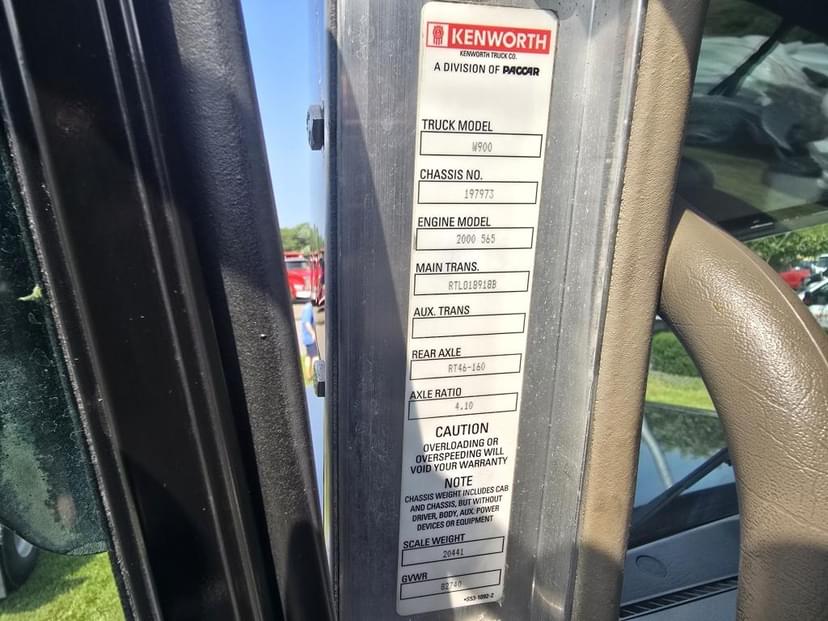 KENWORTH
KENWORTH TRUCK CO.
A DIVISION OF PACCAR
TRUCK MODEL
W900
CHASSIS NO.
197973
ENGINE MODEL
2000 565
MAIN TRANS.
RTLO18918B
AUX. TRANS
REAR AXLE
RT46-160
AXLE RATIO
4.10
CAUTION
OVERLOADING OR
OVERSPEEDING WILL
VOID YOUR WARRANTY
NOTE
CHASSIS WEIGHT INCLUDES CAB
AND CHASSIS, BUT WITHOUT
DRIVER, BODY, AUX. POWER
DEVICES OR EQUIPMENT
SCALE WEIGHT
20441
GVWR
82740
•S53-1092-2